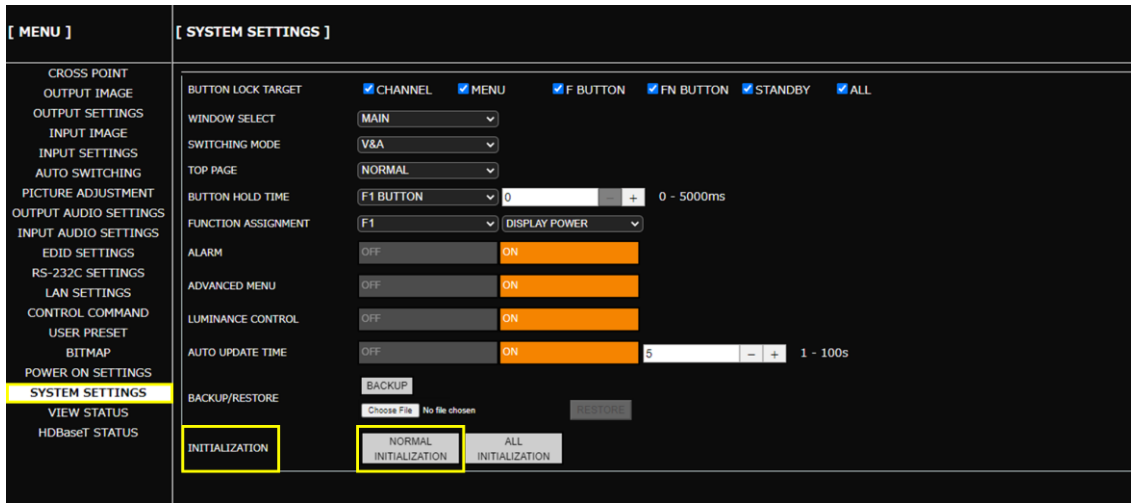 [ MENU ]
[ SYSTEM SETTINGS ]
CROSS POINT
OUTPUT IMAGE
OUTPUT SETTINGS
INPUT IMAGE
INPUT SETTINGS
AUTO SWITCHING
PICTURE ADJUSTMENT
OUTPUT AUDIO SETTINGS
INPUT AUDIO SETTINGS
EDID SETTINGS
RS-232C SETTINGS
LAN SETTINGS
CONTROL COMMAND
USER PRESET
BITMAP
POWER ON SETTINGS
SYSTEM SETTINGS
VIEW STATUS
HDBaseT STATUS
BUTTON LOCK TARGET CHANNEL MENU F BUTTON FN BUTTON STANDBY ALL
WINDOW SELECT MAIN
SWITCHING MODE V&A
TOP PAGE NORMAL
BUTTON HOLD TIME F1 BUTTON 0 - + 0 - 5000ms
FUNCTION ASSIGNMENT F1 DISPLAY POWER
ALARM OFF ON
ADVANCED MENU OFF ON
LUMINANCE CONTROL OFF ON
AUTO UPDATE TIME OFF ON 5 - + 1 - 100s
BACKUP/RESTORE BACKUP
Choose File No file chosen RESTORE
INITIALIZATION NORMAL INITIALIZATION ALL INITIALIZATION